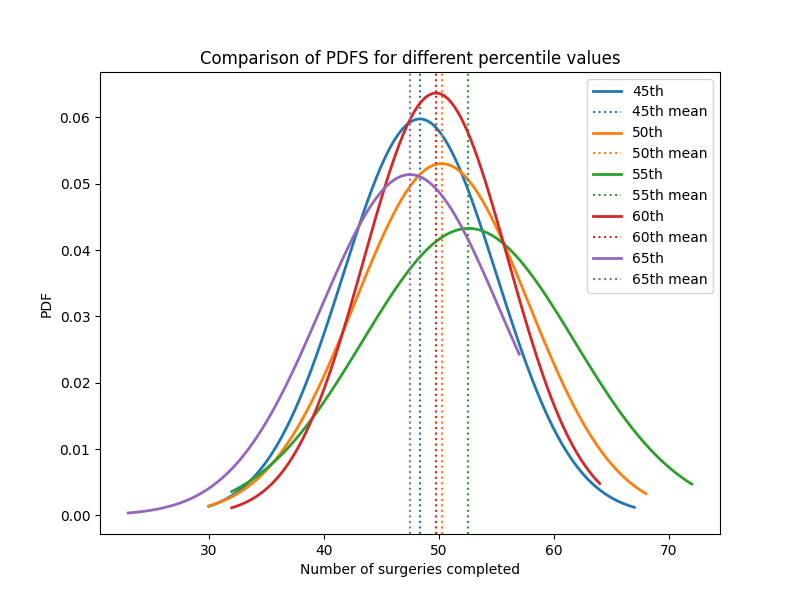 Comparison of PDFS for different percentile values
45th
45th mean
50th
50th mean
55th
55th mean
60th
60th mean
65th
65th mean
0.06
0.05
0.04
0.03
0.02
0.01
0.00
PDF
30 40 50 60 70
Number of surgeries completed